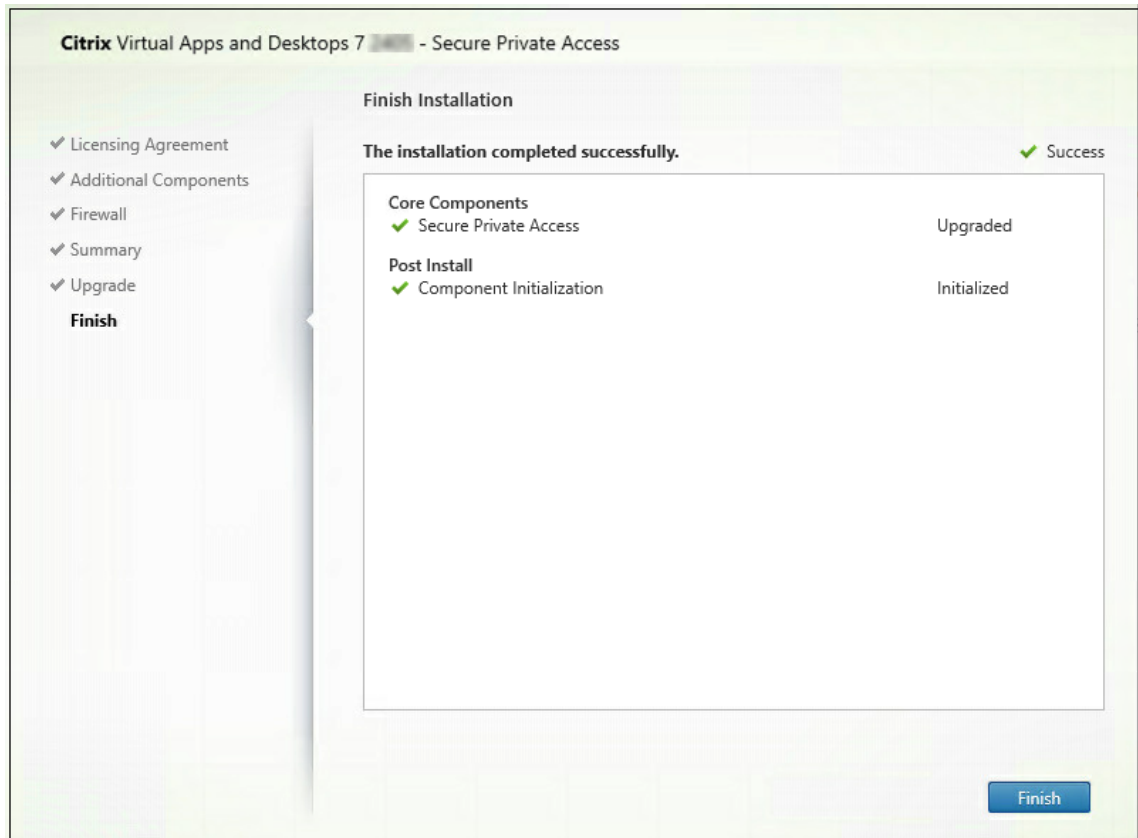 Citrix Virtual Apps and Desktops 7 - Secure Private Access
Finish Installation
Licensing Agreement
Additional Components
Firewall
Summary
Upgrade
Finish
The installation completed successfully.
Success
Core Components
Secure Private Access Upgraded
Post Install
Component Initialization Initialized
Finish